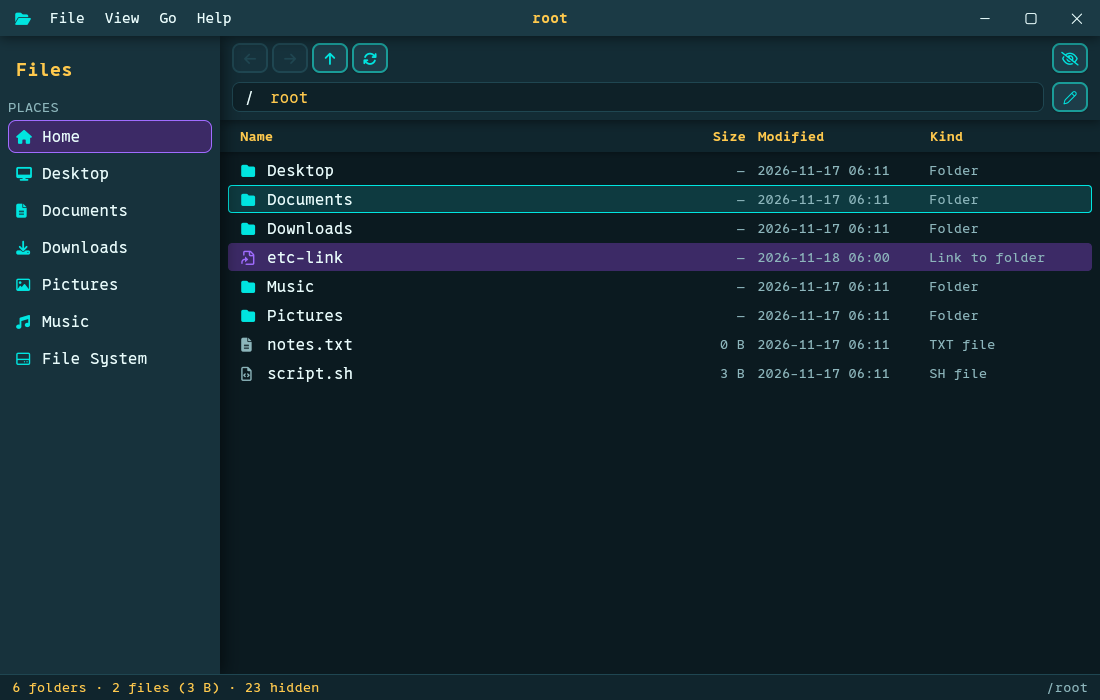 File View Go Help root
Files
PLACES
Home
Desktop
Documents
Downloads
Pictures
Music
File System
/ root
Name Size Modified Kind
Desktop — 2026-11-17 06:11 Folder
Documents — 2026-11-17 06:11 Folder
Downloads — 2026-11-17 06:11 Folder
etc-link — 2026-11-18 06:00 Link to folder
Music — 2026-11-17 06:11 Folder
Pictures — 2026-11-17 06:11 Folder
notes.txt 0 B 2026-11-17 06:11 TXT file
script.sh 3 B 2026-11-17 06:11 SH file
6 folders · 2 files (3 B) · 23 hidden /root